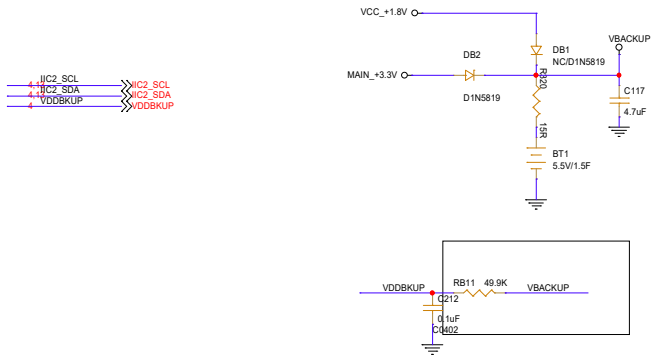 VCC_+1.8V
VBACKUP
DB1
NC/D1N5819
DB2
MAIN_+3.3V
D1N5819
R320
15R
C117
4.7uF
BT1
5.5V/1.5F
IIC2_SCL
IIC2_SCL
IIC2_SDA
IIC2_SDA
VDDBKUP
4
VDDBKUP
RB11 49.9K
VDDBKUP
VBACKUP
C212
0.1uF
C0402